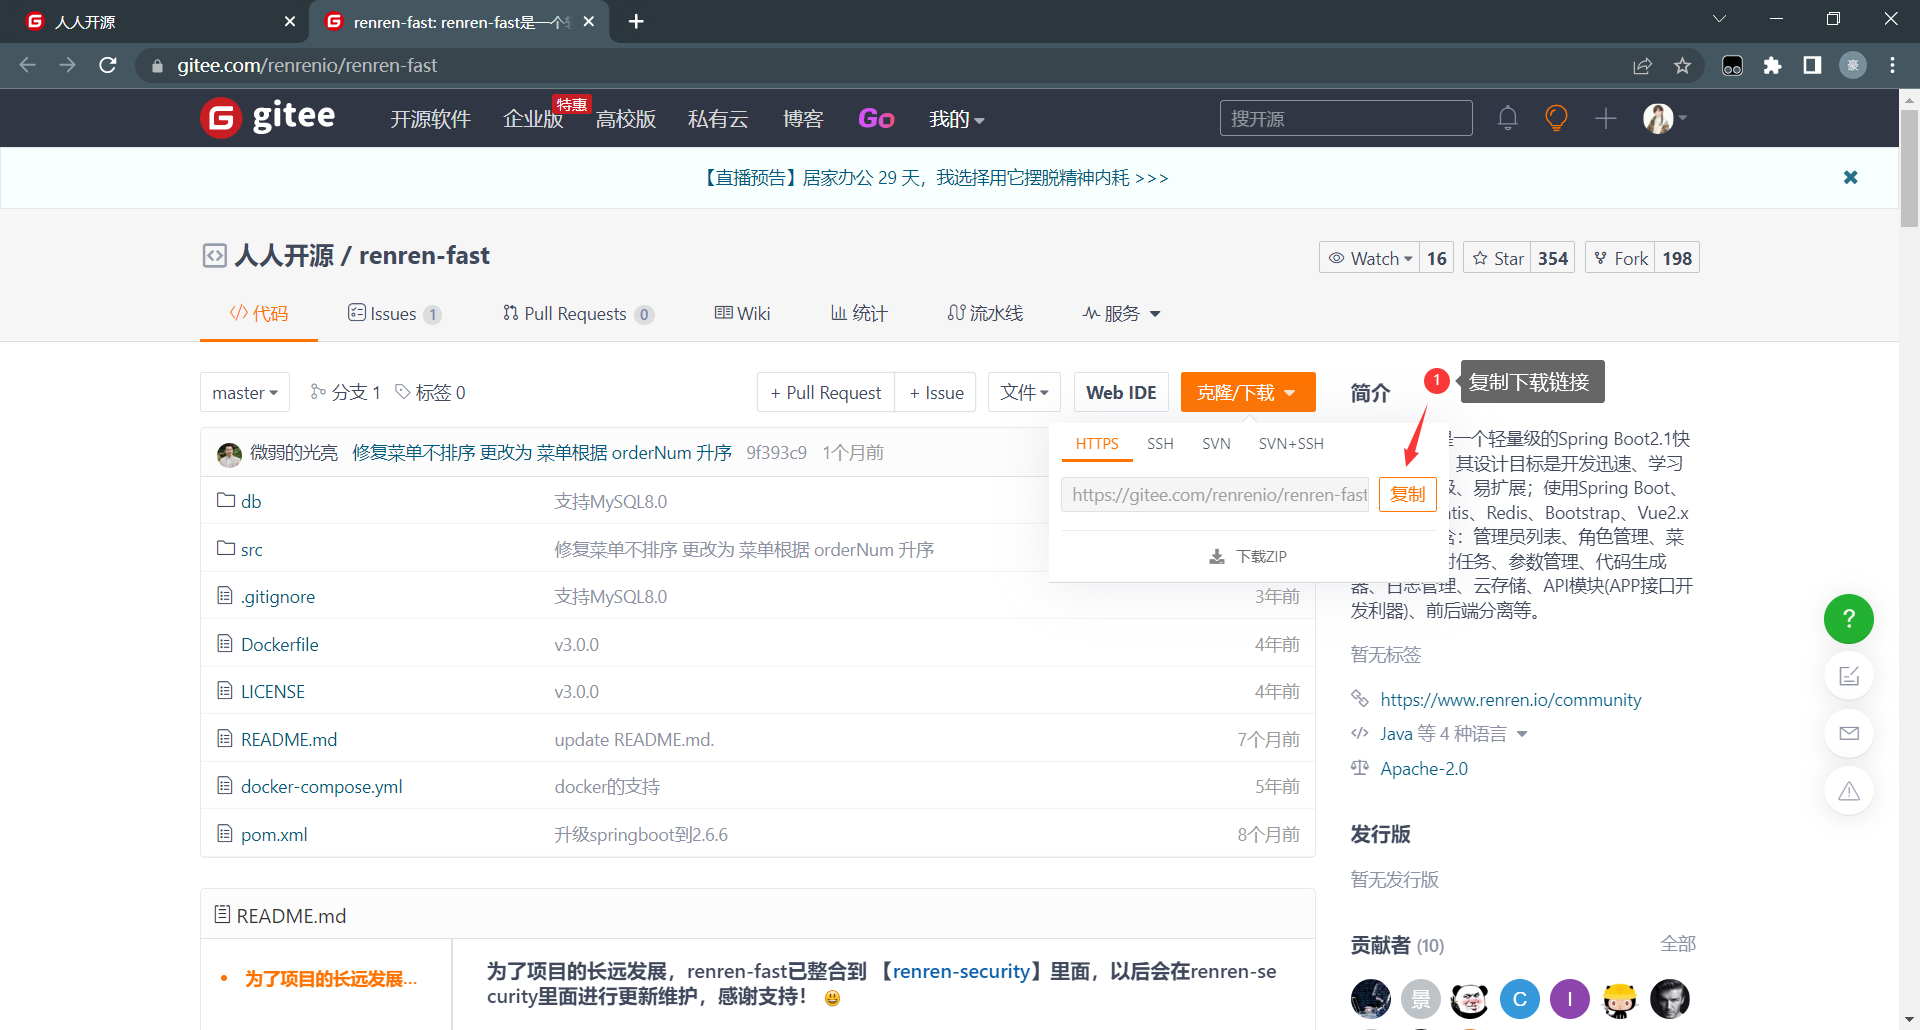 人人开源
renren-fast: renren-fast是一个
gitee.com/renrenio/renren-fast
豪
gitee
开源软件
企业版
特惠
高校版
私有云
博客
Go
我的
搜开源
【直播预告】居家办公 29 天，我选择用它摆脱精神内耗 >>>
人人开源 / renren-fast
Watch 16
Star 354
Fork 198
代码
Issues 1
Pull Requests 0
Wiki
统计
流水线
服务
master
分支 1
标签 0
+ Pull Request
+ Issue
文件
Web IDE
克隆/下载
简介
1
复制下载链接
微弱的光亮 修复菜单不排序 更改为 菜单根据 orderNum 升序 9f393c9 1个月前
HTTPS SSH SVN SVN+SSH
https://gitee.com/renrenio/renren-fast
复制
下载ZIP
db 支持MySQL8.0
src 修复菜单不排序 更改为 菜单根据 orderNum 升序
.gitignore 支持MySQL8.0 3年前
Dockerfile v3.0.0 4年前
LICENSE v3.0.0 4年前
README.md update README.md. 7个月前
docker-compose.yml docker的支持 5年前
pom.xml 升级springboot到2.6.6 8个月前
是一个轻量级的Spring Boot2.1快
其设计目标是开发迅速、学习
、易扩展；使用Spring Boot、
tis、Redis、Bootstrap、Vue2.x
：管理员列表、角色管理、菜
时任务、参数管理、代码生成
器、日志管理、云存储、API模块(APP接口开
发利器)、前后端分离等。
暂无标签
https://www.renren.io/community
Java 等 4 种语言
Apache-2.0
发行版
暂无发行版
贡献者 (10)
全部
景
C
I
?
README.md
为了项目的长远发展...
为了项目的长远发展，renren-fast已整合到 【renren-security】里面，以后会在renren-se
curity里面进行更新维护，感谢支持！